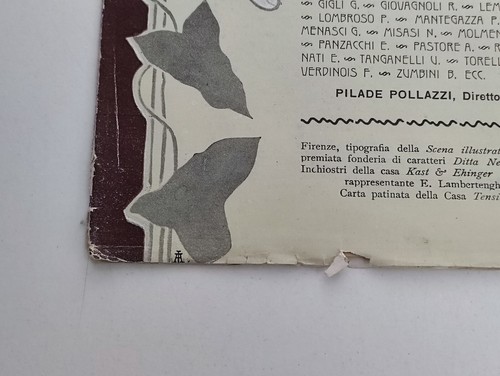 GIGLI G. GIOVAGNOLI R. LEM
LOMBROSO P. MANTEGAZZA P.
MENASCI G. MISASI N. MOLMEN
PANZACCHI E. PASTORE A. R
NATI E. TANGANELLI U. TORELL
VERDINOIS F. ZUMBINI B. ECC.
PILADE POLLAZZI, Diretto
Firenze, tipografia della Scena illustrat
premiata fonderia di caratteri Ditta Ne
Inchiostri della casa Kast & Ehinger
rappresentante E. Lambertengh
Carta patinata della Casa Tensi